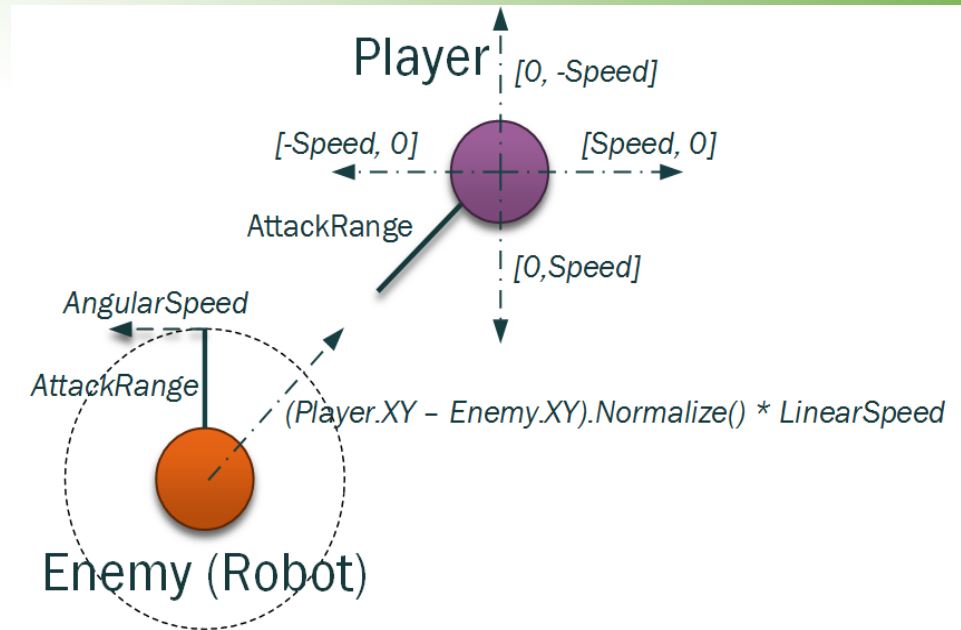 Player
[0, -Speed]
[-Speed, 0]
[Speed, 0]
AttackRange
[0,Speed]
AngularSpeed
AttackRange
(Player.XY – Enemy.XY).Normalize() * LinearSpeed
Enemy (Robot)